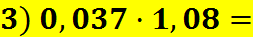 3) 0,037 · 1,08 =